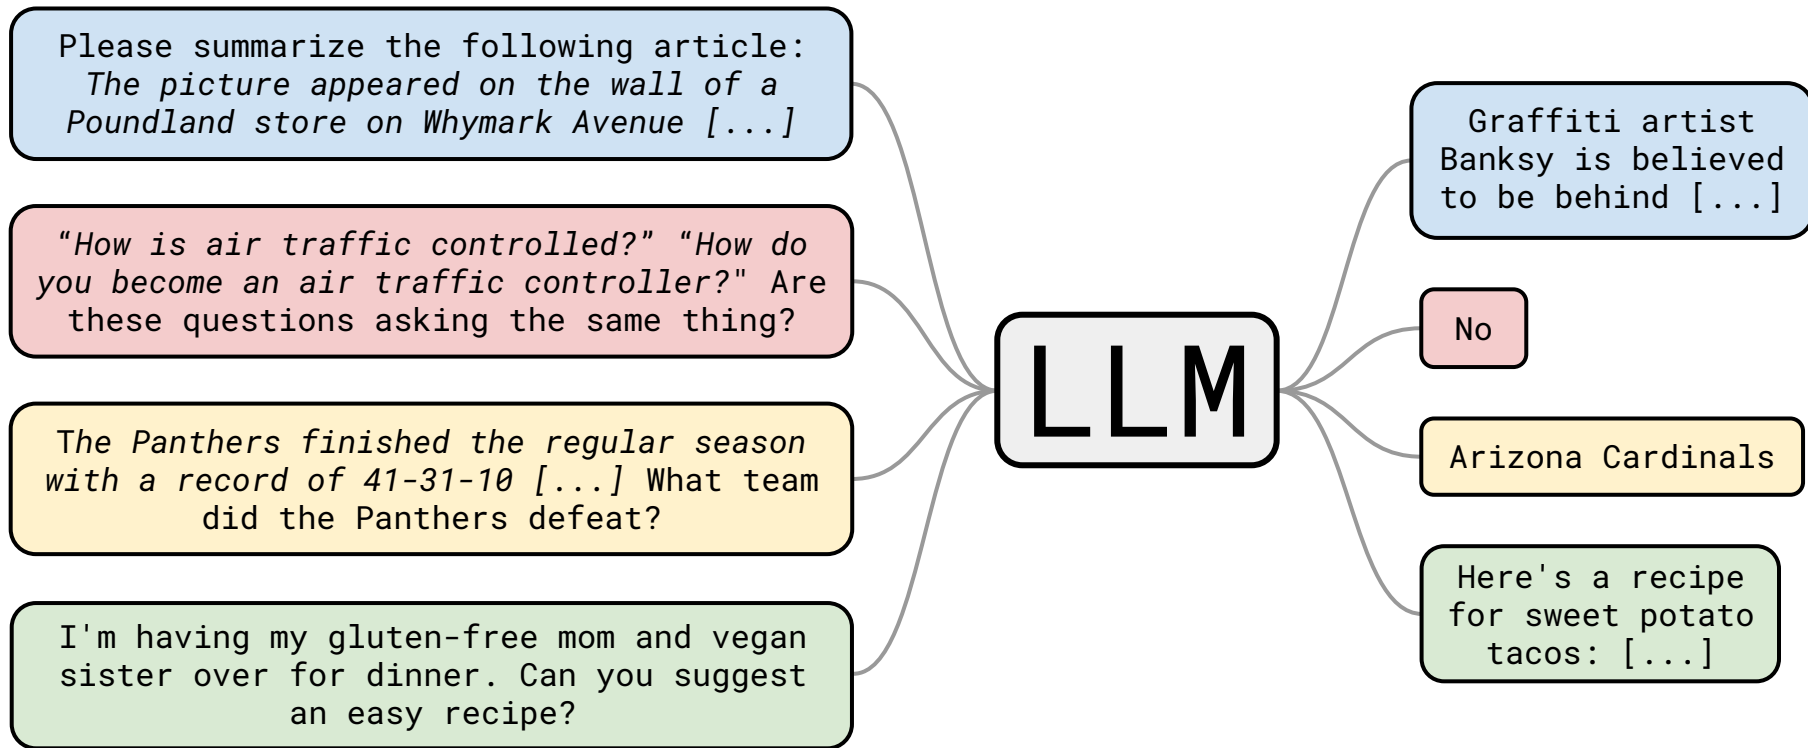 Please summarize the following article:
The picture appeared on the wall of a
Poundland store on Whymark Avenue [...]
“How is air traffic controlled?” “How do
you become an air traffic controller?" Are
these questions asking the same thing?
The Panthers finished the regular season
with a record of 41-31-10 [...] What team
did the Panthers defeat?
I'm having my gluten-free mom and vegan
sister over for dinner. Can you suggest
an easy recipe?
LLM
Graffiti artist
Banksy is believed
to be behind [...]
No
Arizona Cardinals
Here's a recipe
for sweet potato
tacos: [...]